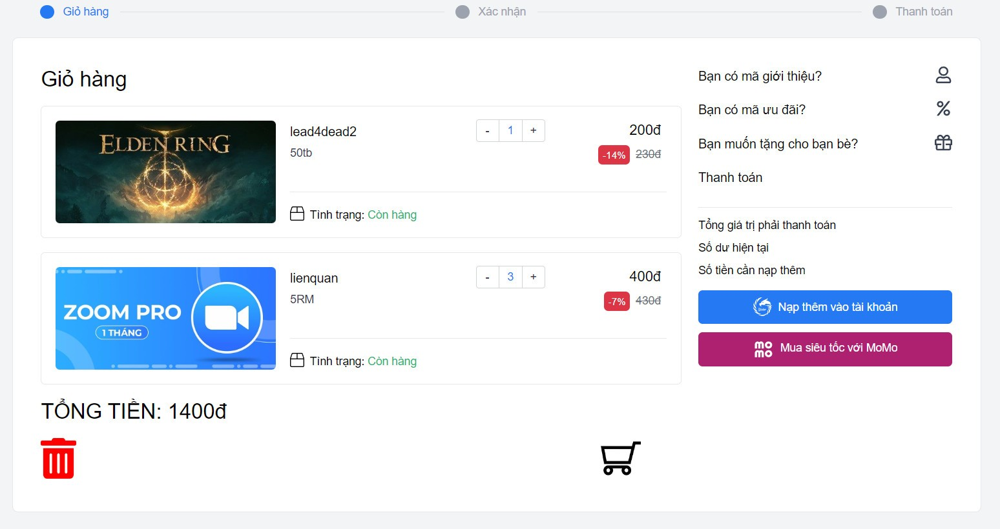 Giỏ hàng
Xác nhận
Thanh toán
Giỏ hàng
ELDEN RING
lead4dead2
50tb
- 1 +
200đ
-14% 230đ
Tình trạng: Còn hàng
ZOOM PRO
1 THÁNG
lienquan
5RM
- 3 +
400đ
-7% 430đ
Tình trạng: Còn hàng
TỔNG TIỀN: 1400đ
Bạn có mã giới thiệu?
Bạn có mã ưu đãi?
%
Bạn muốn tặng cho bạn bè?
Thanh toán
Tổng giá trị phải thanh toán
Số dư hiện tại
Số tiền cần nạp thêm
Nạp thêm vào tài khoản
mo
mo
Mua siêu tốc với MoMo